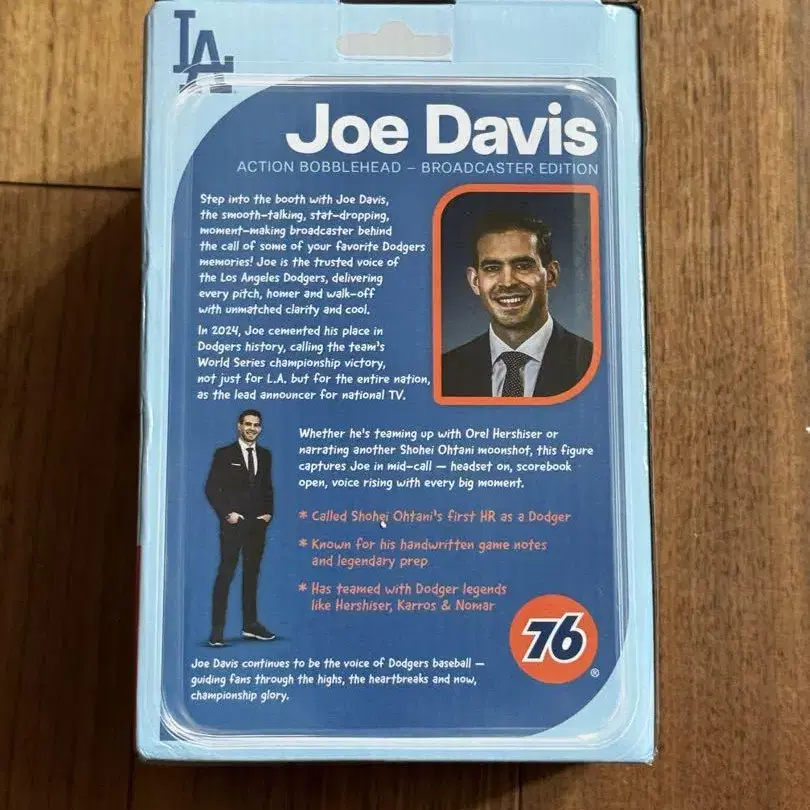 LA
Joe Davis
ACTION BOBBLEHEAD – BROADCASTER EDITION
Step into the booth with Joe Davis,
the smooth-talking, stat-dropping,
moment-making broadcaster behind
the call of some of your favorite Dodgers
memories! Joe is the trusted voice of
the Los Angeles Dodgers, delivering
every pitch, homer and walk-off
with unmatched clarity and cool.
In 2024, Joe cemented his place in
Dodgers history, calling the team's
World Series championship victory,
not just for L.A. but for the entire nation,
as the lead announcer for national TV.
Whether he's teaming up with Orel Hershiser or
narrating another Shohei Ohtani moonshot, this figure
captures Joe in mid-call — headset on, scorebook
open, voice rising with every big moment.
* Called Shohei Ohtani's first HR as a Dodger
* Known for his handwritten game notes
and legendary prep
* Has teamed with Dodger legends
like Hershiser, Karros & Nomar
76
®
Joe Davis continues to be the voice of Dodgers baseball —
guiding fans through the highs, the heartbreaks and now,
championship glory.